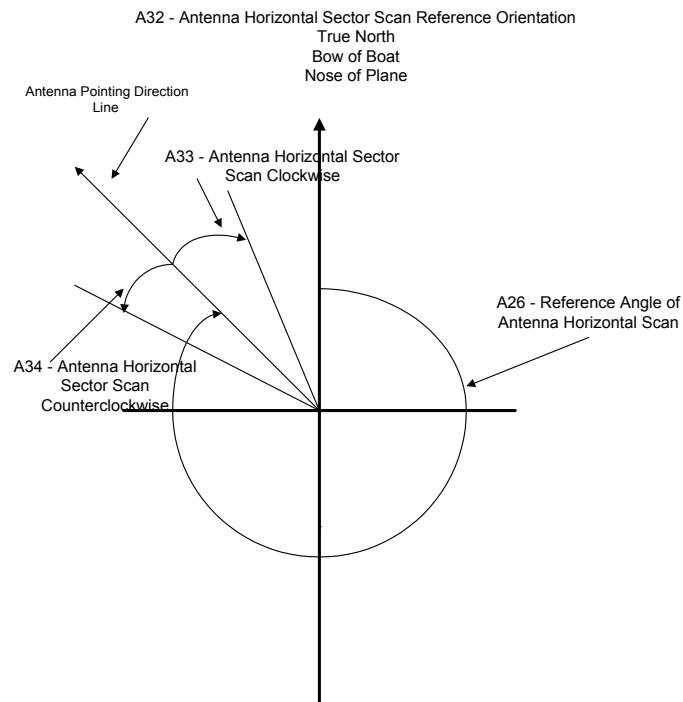 A32 - Antenna Horizontal Sector Scan Reference Orientation
True North
Bow of Boat
Nose of Plane
Antenna Pointing Direction
Line
A33 - Antenna Horizontal Sector
Scan Clockwise
A26 - Reference Angle of
Antenna Horizontal Scan
A34 - Antenna Horizontal
Sector Scan
Counterclockwise